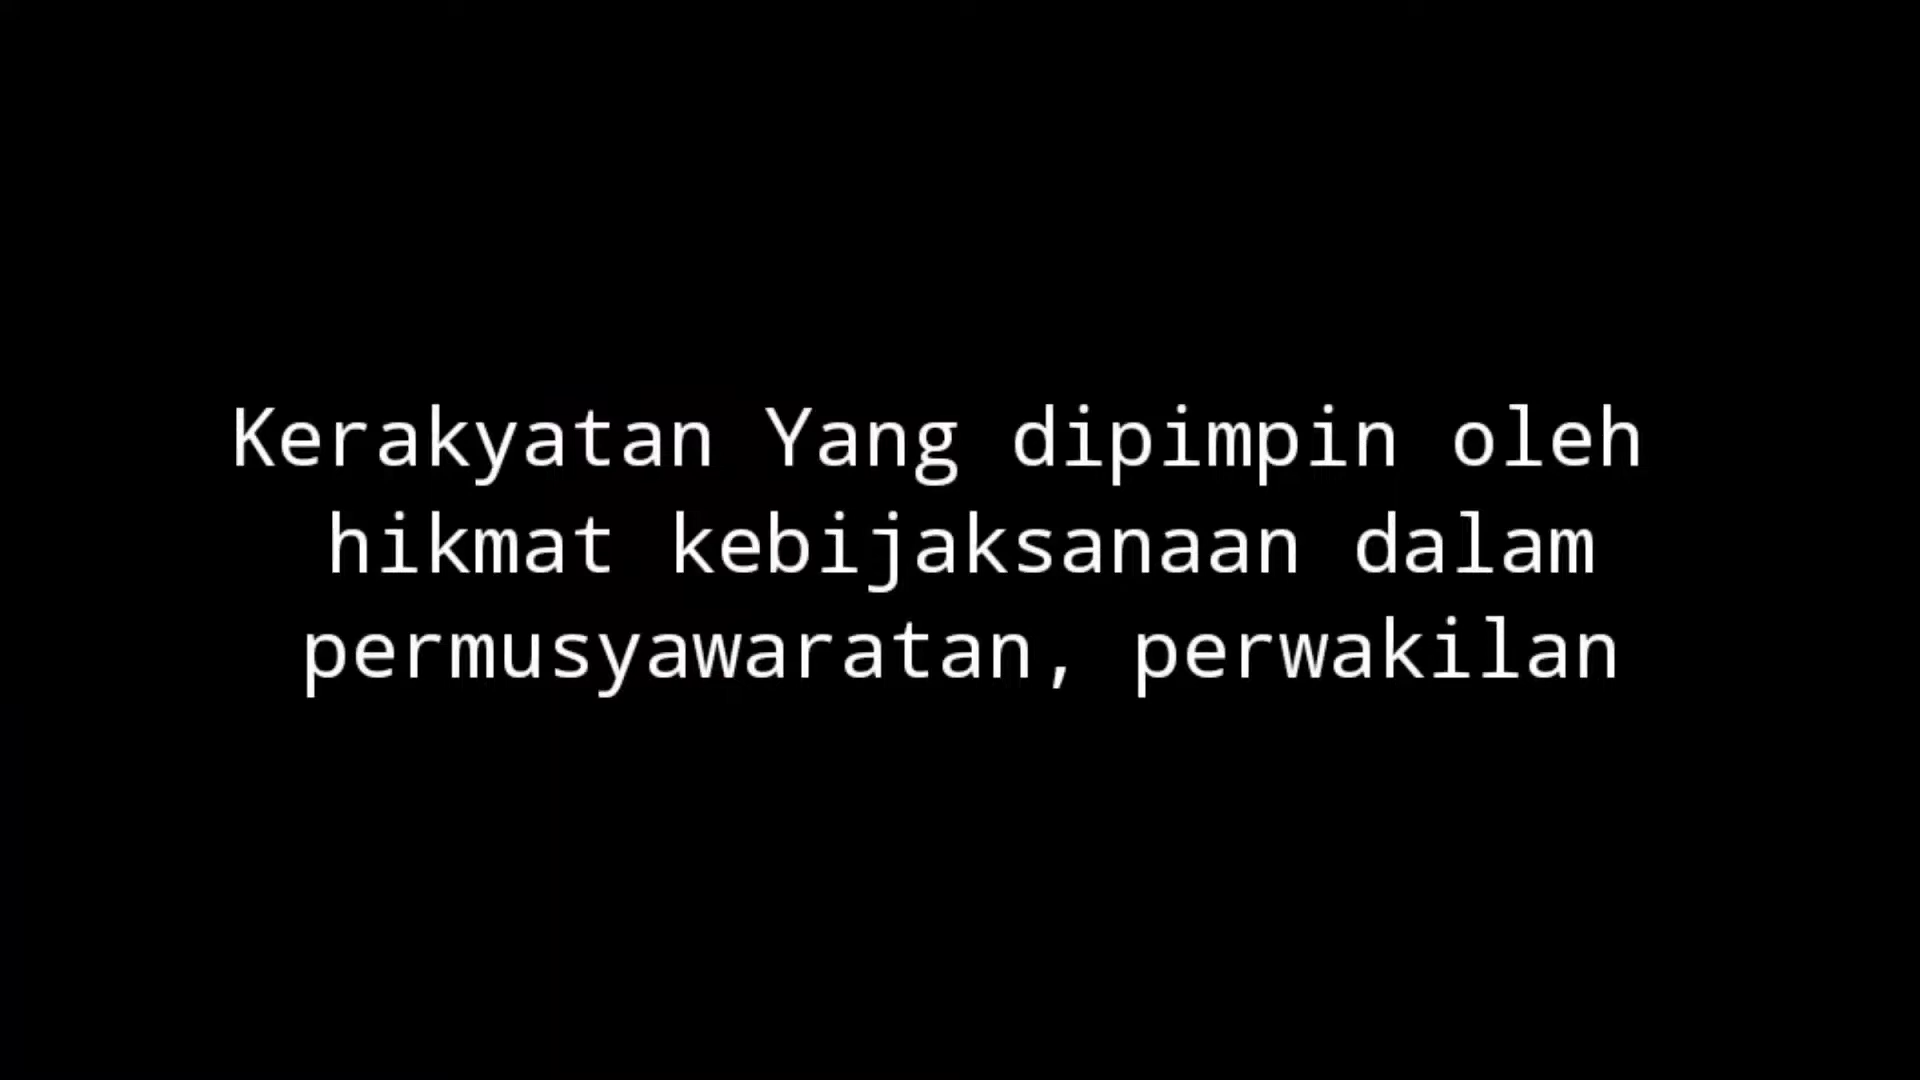 Kerakyatan Yang dipimpin oleh
hikmat kebijaksanaan dalam
permusyawaratan, perwakilan